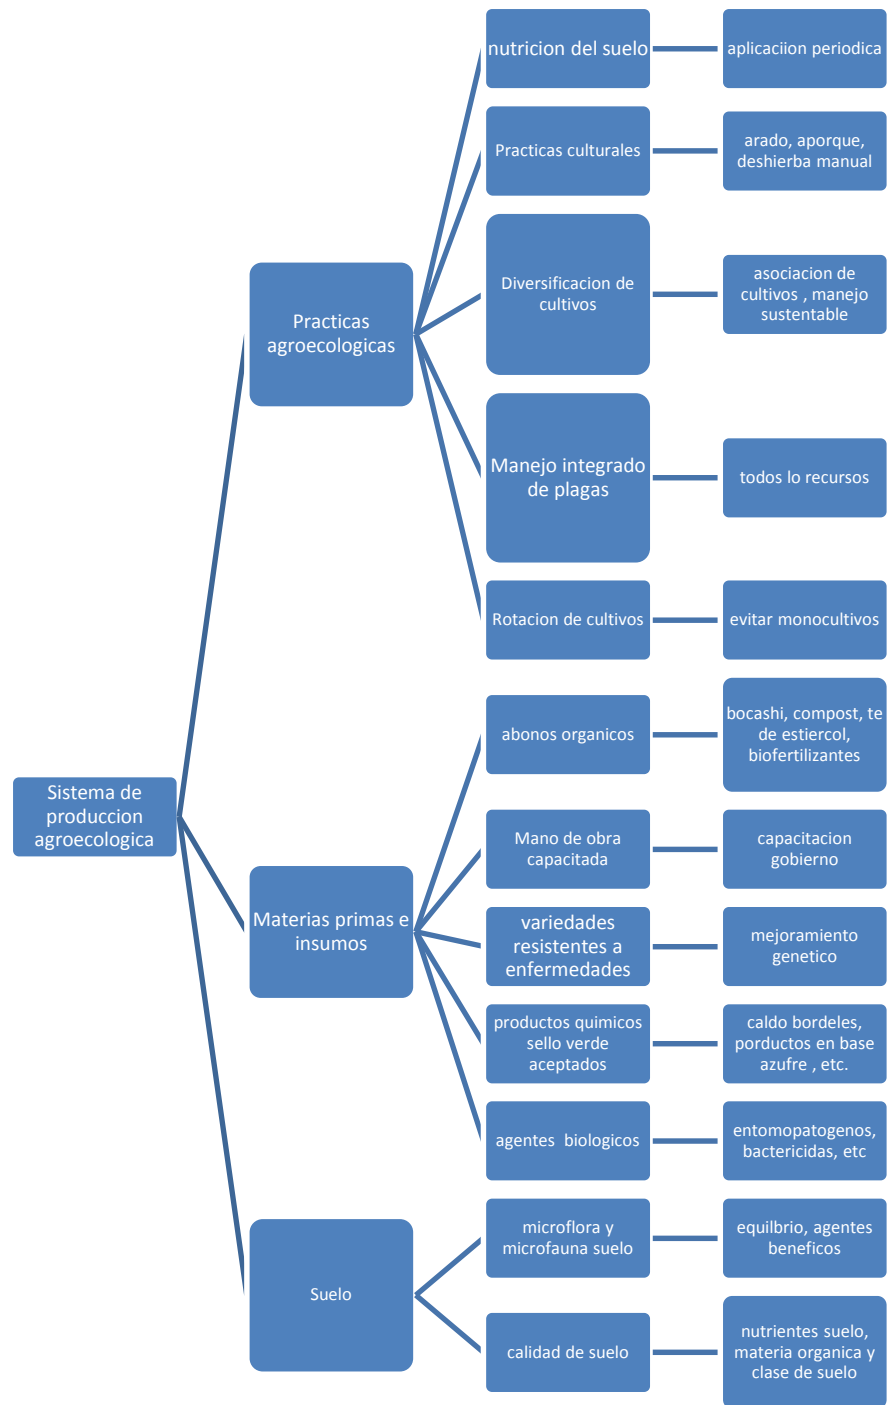 Sistema de
produccion
agroecologica
Practicas
agroecologicas
nutricion del suelo
aplicaciion periodica
Practicas culturales
arado, aporque,
deshierba manual
Diversificacion de
cultivos
asociacion de
cultivos , manejo
sustentable
Manejo integrado
de plagas
todos lo recursos
Rotacion de cultivos
evitar monocultivos
Materias primas e
insumos
abonos organicos
bocashi, compost, te
de estiercol,
biofertilizantes
Mano de obra
capacitada
capacitacion
gobierno
variedades
resistentes a
enfermedades
mejoramiento
genetico
productos quimicos
sello verde
aceptados
caldo bordeles,
porductos en base
azufre , etc.
agentes biologicos
entomopatogenos,
bactericidas, etc
Suelo
microflora y
microfauna suelo
equilbrio, agentes
beneficos
calidad de suelo
nutrientes suelo,
materia organica y
clase de suelo